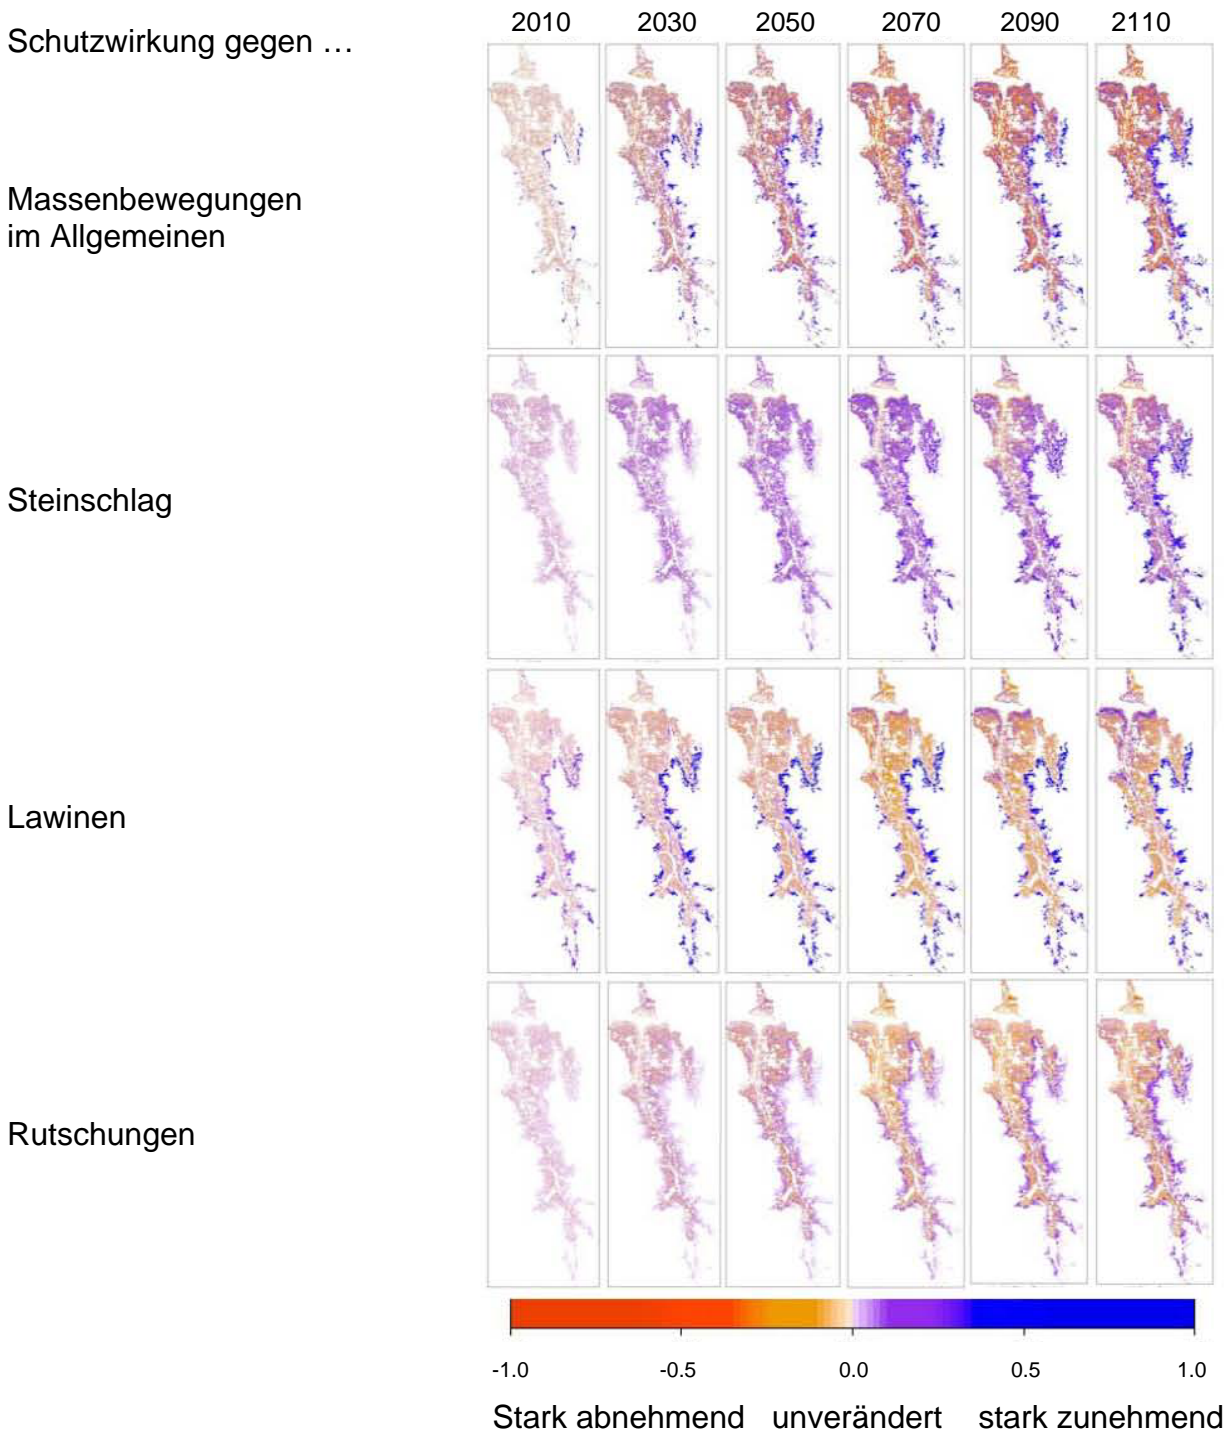 2010 2030 2050 2070 2090 2110
Schutzwirkung gegen …
Massenbewegungen
im Allgemeinen
Steinschlag
Lawinen
Rutschungen
-1.0 -0.5 0.0 0.5 1.0
Stark abnehmend unverändert stark zunehmend